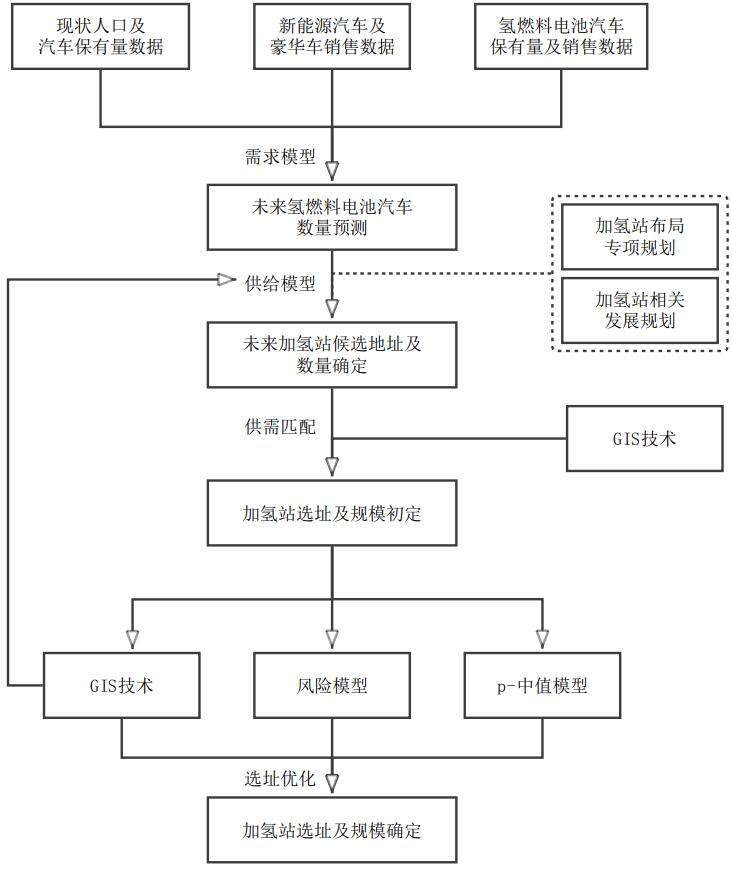 现状人口及
汽车保有量数据
新能源汽车及
豪华车销售数据
氢燃料电池汽车
保有量及销售数据
需求模型
未来氢燃料电池汽车
数量预测
加氢站布局
专项规划
供给模型
加氢站相关
发展规划
未来加氢站候选地址及
数量确定
供需匹配
GIS技术
加氢站选址及规模初定
GIS技术
风险模型
p-中值模型
选址优化
加氢站选址及规模确定